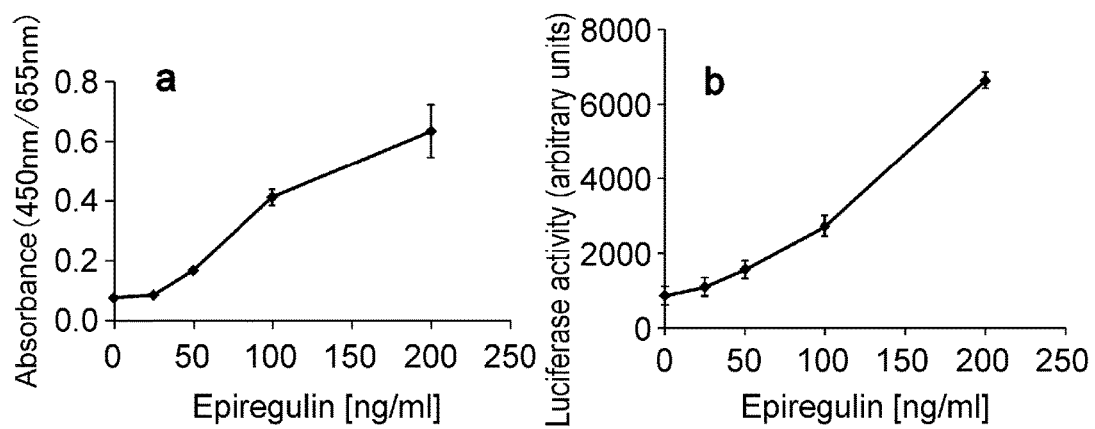 a
Absorbance (450nm/655nm)
0.8
0.6
0.4
0.2
0.0
0 50 100 150 200 250
Epiregulin [ng/ml]
b
Luciferase activity (arbitrary units)
8000
6000
4000
2000
0
0 50 100 150 200 250
Epiregulin [ng/ml]